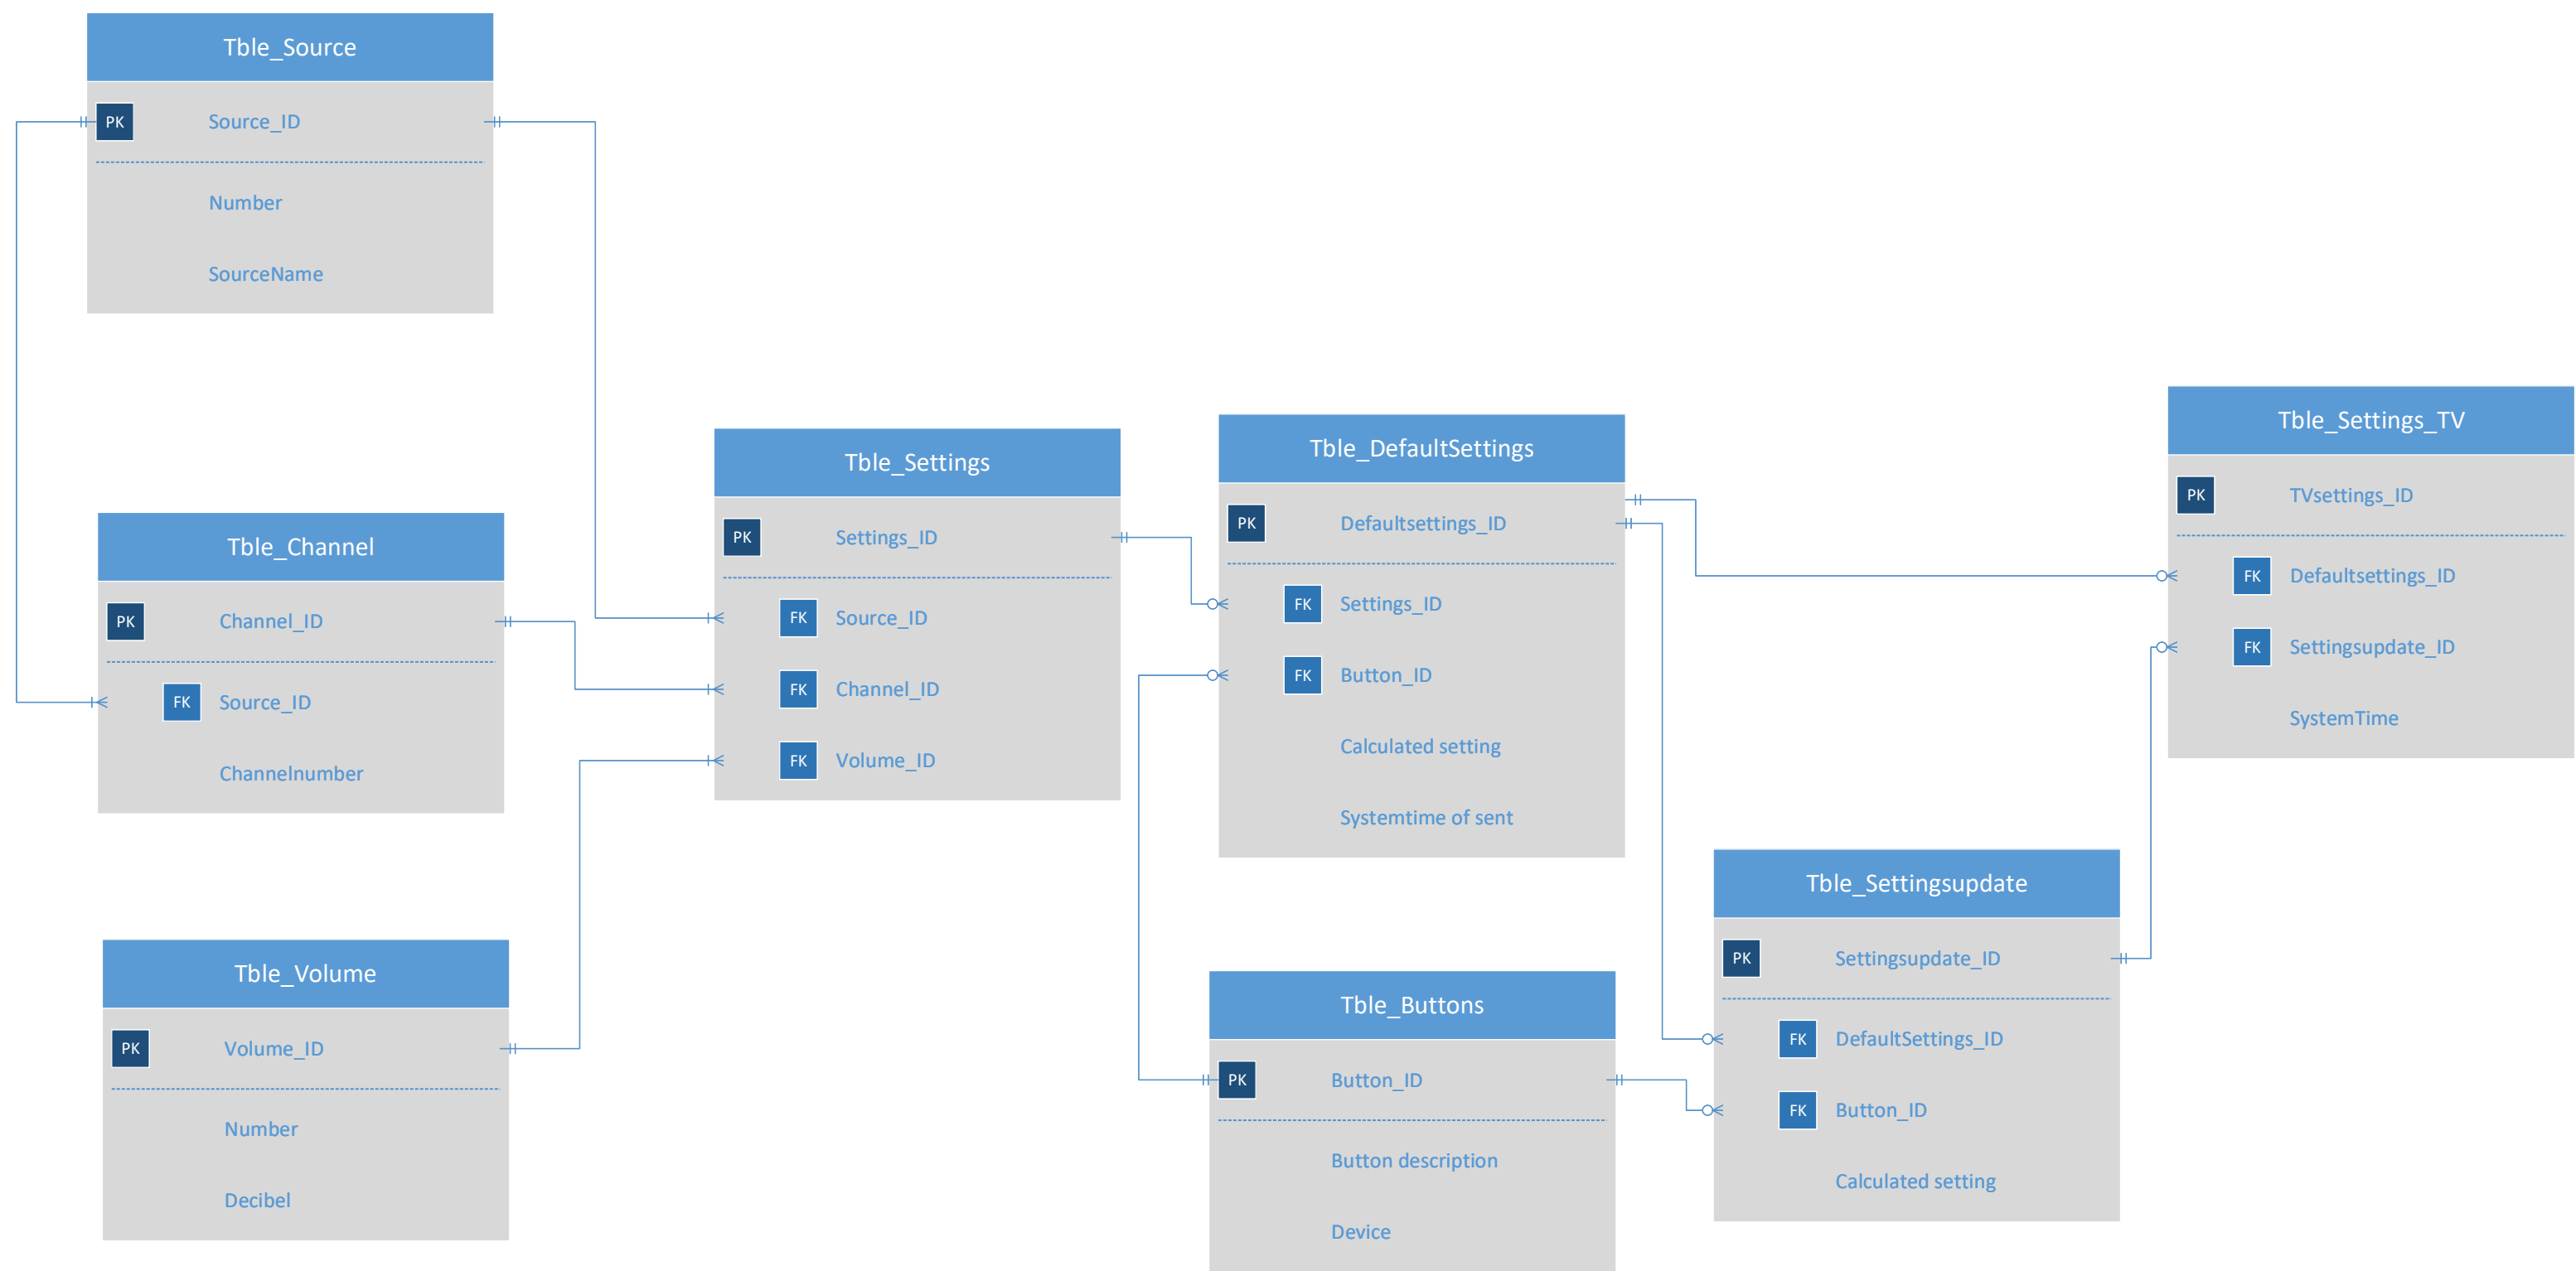 Tble_Source
PK Source_ID
Number
SourceName
Tble_Channel
PK Channel_ID
FK Source_ID
Channelnumber
Tble_Volume
PK Volume_ID
Number
Decibel
Tble_Settings
PK Settings_ID
FK Source_ID
FK Channel_ID
FK Volume_ID
Tble_DefaultSettings
PK Defaultsettings_ID
FK Settings_ID
FK Button_ID
Calculated setting
Systemtime of sent
Tble_Buttons
PK Button_ID
Button description
Device
Tble_Settingsupdate
PK Settingsupdate_ID
FK DefaultSettings_ID
FK Button_ID
Calculated setting
Tble_Settings_TV
PK TVsettings_ID
FK Defaultsettings_ID
FK Settingsupdate_ID
SystemTime